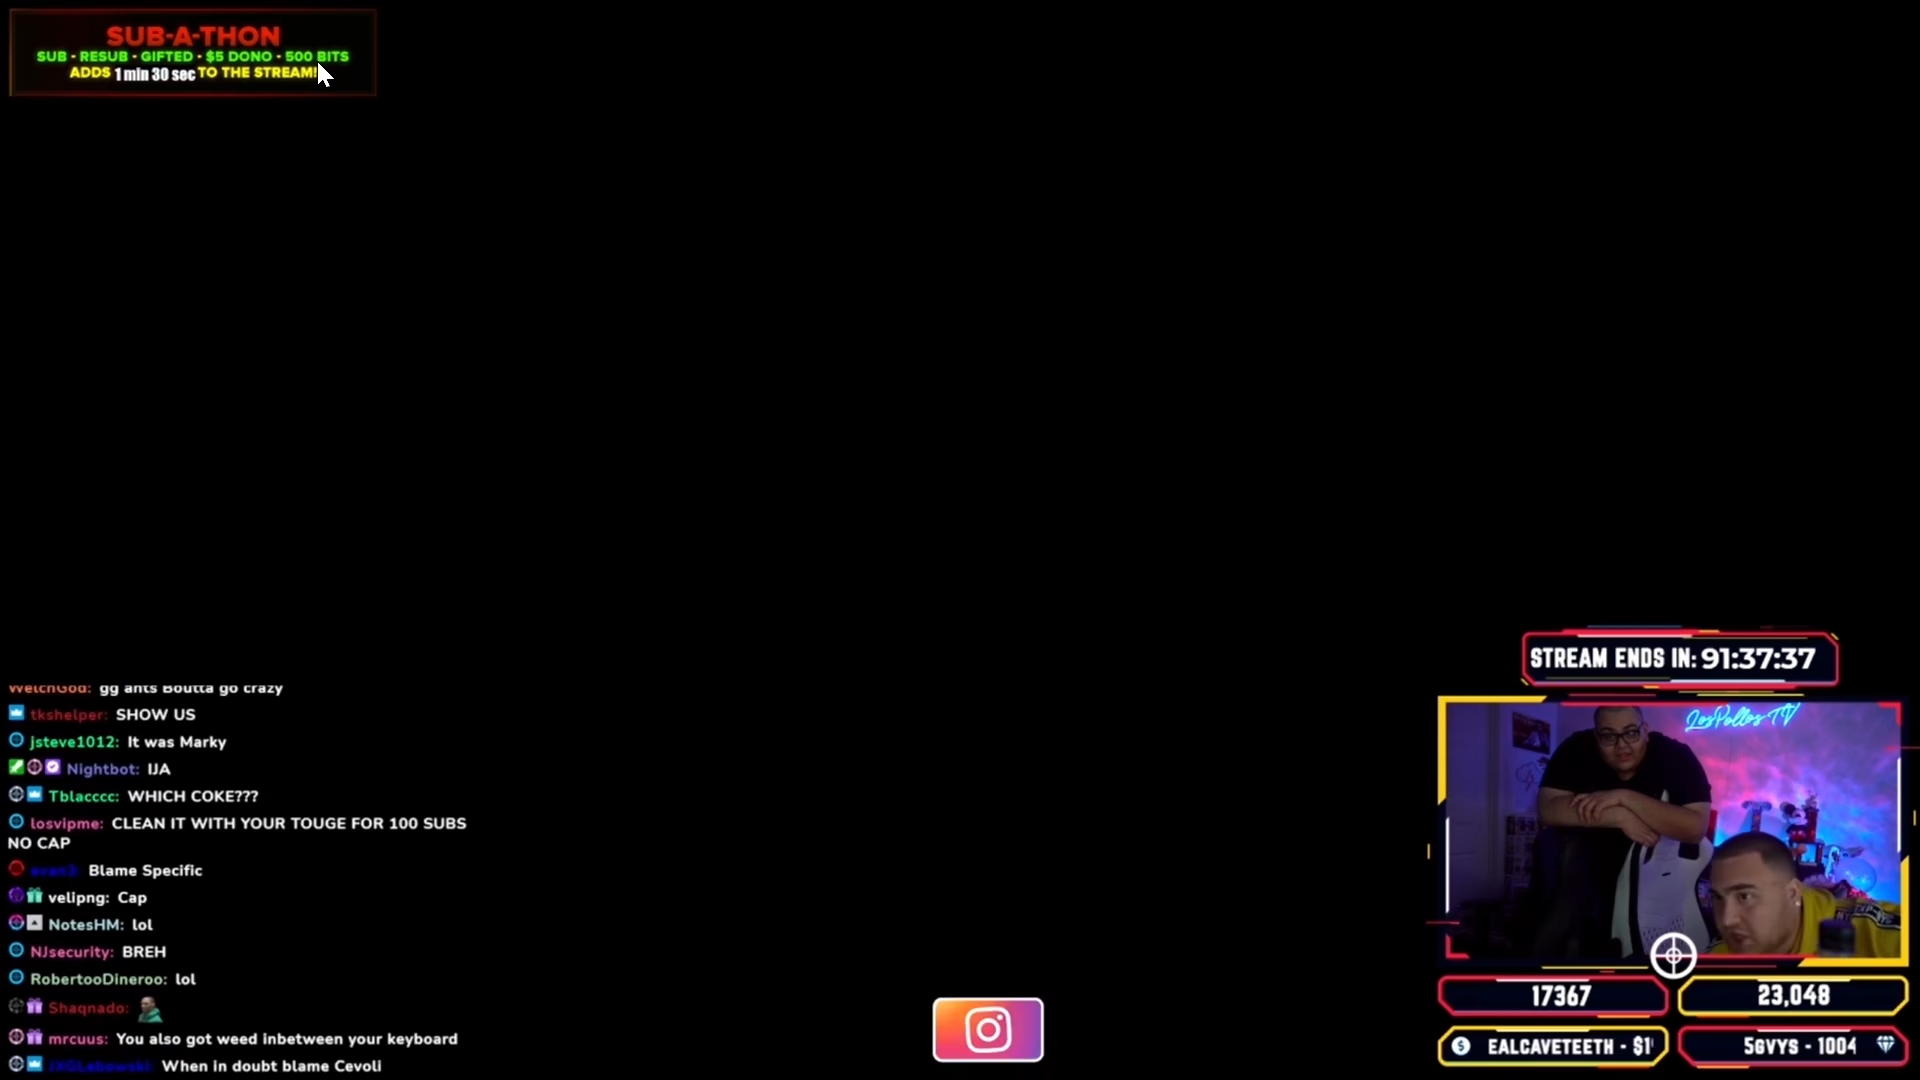 SUB-A-THON
SUB - RESUB - GIFTED - $5 DONO - 500 BITS
ADDS 1 min 30 sec TO THE STREAM!
WelchGod: gg ants Boutta go crazy
tkshelper: SHOW US
jsteve1012: It was Marky
Nightbot: IJA
Tblacccc: WHICH COKE???
losvipme: CLEAN IT WITH YOUR TOUGE FOR 100 SUBS
NO CAP
Blame Specific
velipng: Cap
NotesHM: lol
NJsecurity: BREH
RobertooDineroo: lol
Shaqnado:
mrcuus: You also got weed inbetween your keyboard
When in doubt blame Cevoli
STREAM ENDS IN: 91:37:37
LosPollos TV
17367
23,048
EALCAVETEETH - $1
5GVYS - 1004